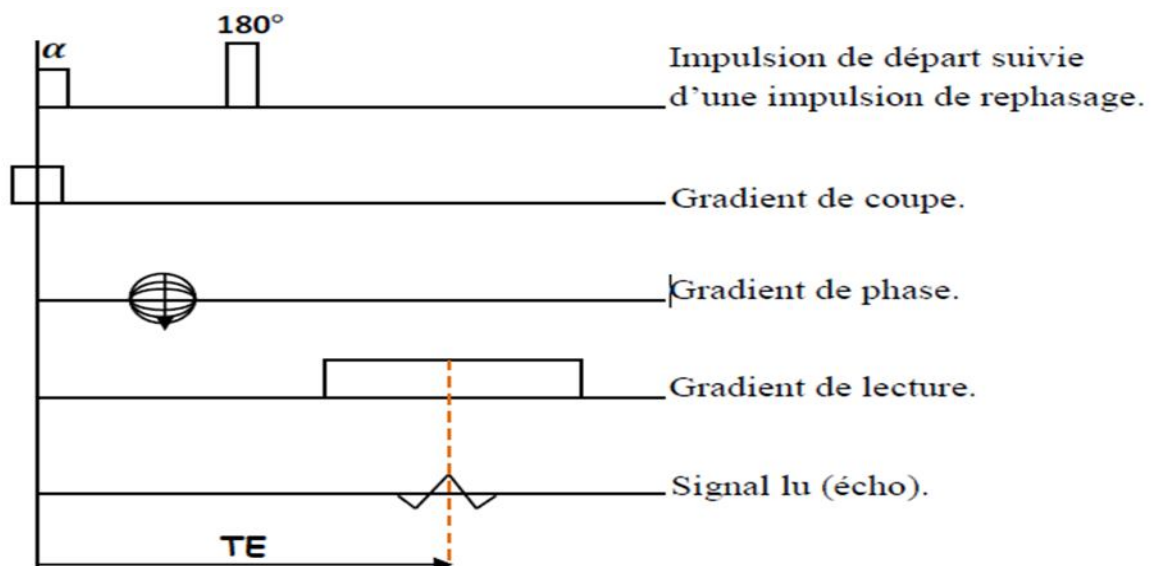 180°
α
Impulsion de départ suivie
d'une impulsion de rephasage.
Gradient de coupe.
Gradient de phase.
Gradient de lecture.
Signal lu (écho).
TE